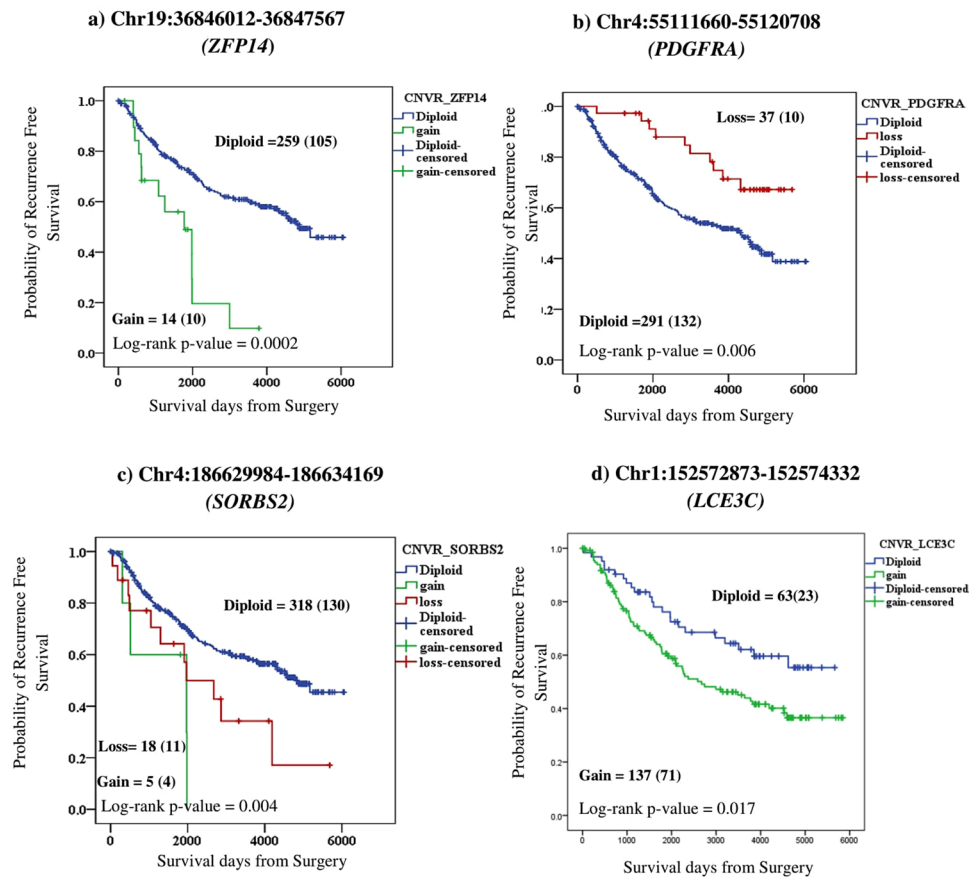 a) Chr19:36846012-36847567
(ZFP14)
Probability of Recurrence Free
Survival
1.0
0.8
0.6
0.4
0.2
0.0
0
2000
4000
6000
Survival days from Surgery
Diploid =259 (105)
Gain = 14 (10)
Log-rank p-value = 0.0002
CNVR_ZFP14
Diploid
gain
Diploid-
censored
gain-censored
b) Chr4:55111660-55120708
(PDGFRA)
Probability of Recurrence Free
Survival
.0
0.8
0.6
.4
0.2
.0
0
2000
4000
6000
Survival days from Surgery
Loss= 37 (10)
Diploid =291 (132)
Log-rank p-value = 0.006
CNVR_PDGFRA
Diploid
loss
Diploid-
censored
loss-censored
c) Chr4:186629984-186634169
(SORBS2)
Probability of Recurrence Free
Survival
1.0
0.8
0.6
0.4
0.2
0.0
0
2000
4000
6000
Survival days from Surgery
Diploid = 318 (130)
Loss= 18 (11)
Gain = 5 (4)
Log-rank p-value = 0.004
CNVR_SORBS2
Diploid
gain
loss
Diploid-
censored
gain-censored
loss-censored
d) Chr1:152572873-152574332
(LCE3C)
Probability of Recurrence Free
Survival
1.0
0.8
0.6
0.4
0.2
0.0
0
1000
2000
3000
4000
5000
6000
Survival days from Surgery
Diploid = 63(23)
Gain = 137 (71)
Log-rank p-value = 0.017
CNVR_LCE3C
Diploid
gain
Diploid-censored
gain-censored